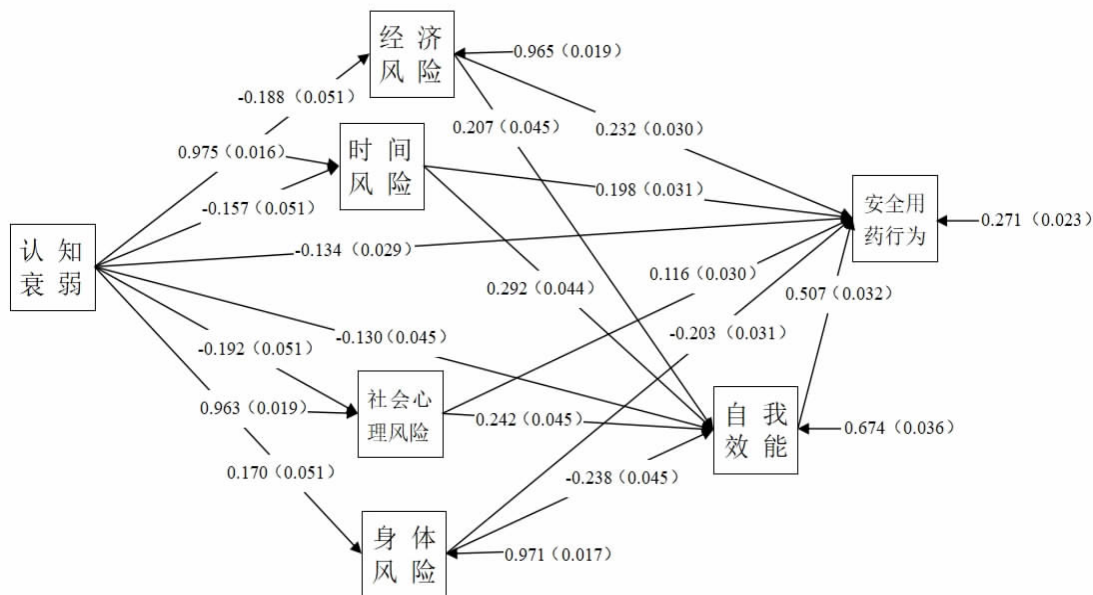 经 济
风 险
0.965（0.019）
-0.188（0.051）
0.207（0.045）
0.232（0.030）
0.975（0.016）
时 间
风 险
0.198（0.031）
-0.157（0.051）
安全用
药行为
0.271（0.023）
认 知
衰 弱
-0.134（0.029）
0.116（0.030）
0.292（0.044）
0.507（0.032）
-0.130（0.045）
-0.203（0.031）
-0.192（0.051）
0.963（0.019）
社会心
理风险
0.242（0.045）
自 我
效 能
0.674（0.036）
0.170（0.051）
-0.238（0.045）
身 体
风 险
0.971（0.017）